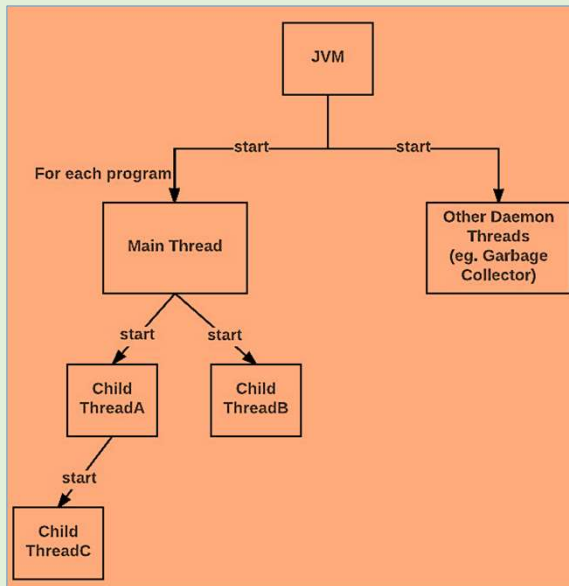 JVM
start
start
For each program
Main Thread
Other Daemon
Threads
(eg. Garbage
Collector)
start
start
Child
ThreadA
Child
ThreadB
start
Child
ThreadC